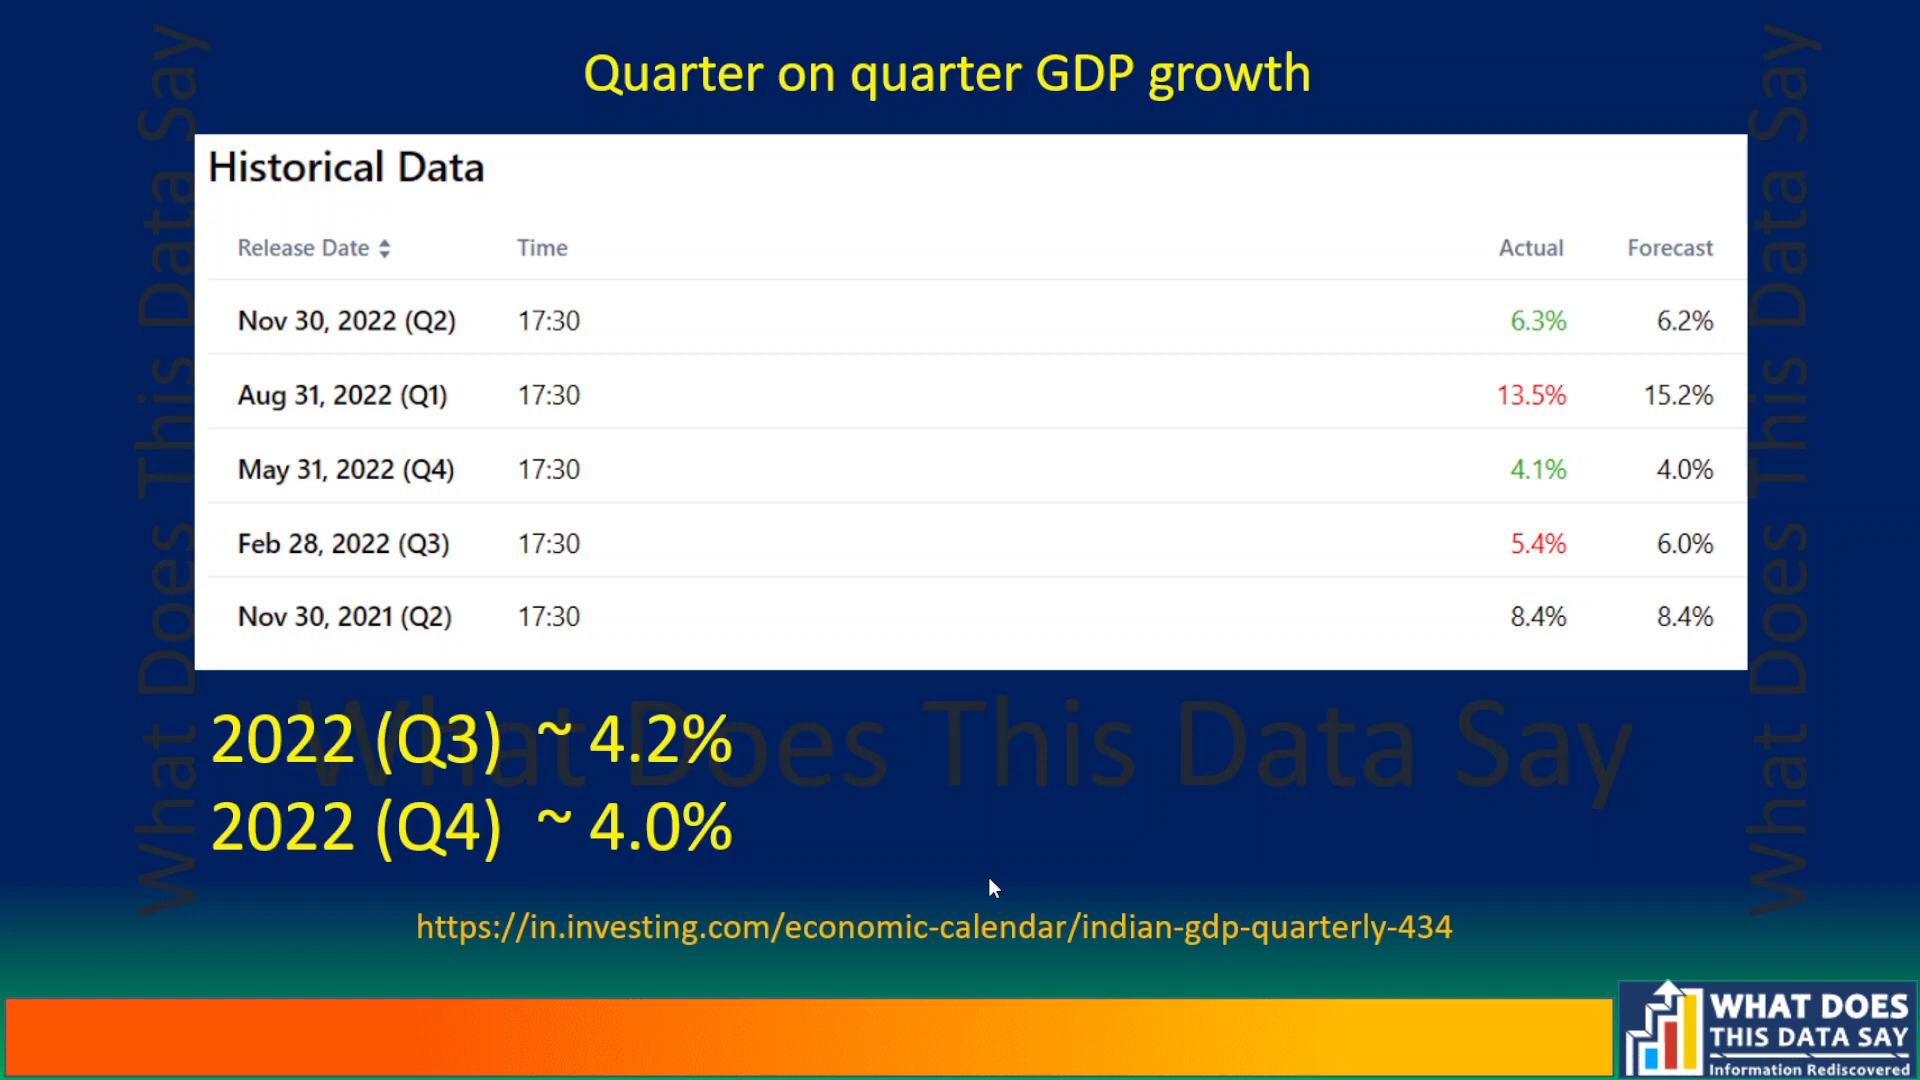 Quarter on quarter GDP growth
Historical Data
Release Date Time Actual Forecast
Nov 30, 2022 (Q2) 17:30 6.3% 6.2%
Aug 31, 2022 (Q1) 17:30 13.5% 15.2%
May 31, 2022 (Q4) 17:30 4.1% 4.0%
Feb 28, 2022 (Q3) 17:30 5.4% 6.0%
Nov 30, 2021 (Q2) 17:30 8.4% 8.4%
What Does This Data Say
What Does This Data Say
What Does This Data Say
2022 (Q3) ~ 4.2%
2022 (Q4) ~ 4.0%
https://in.investing.com/economic-calendar/indian-gdp-quarterly-434
WHAT DOES
THIS DATA SAY
Information Rediscovered